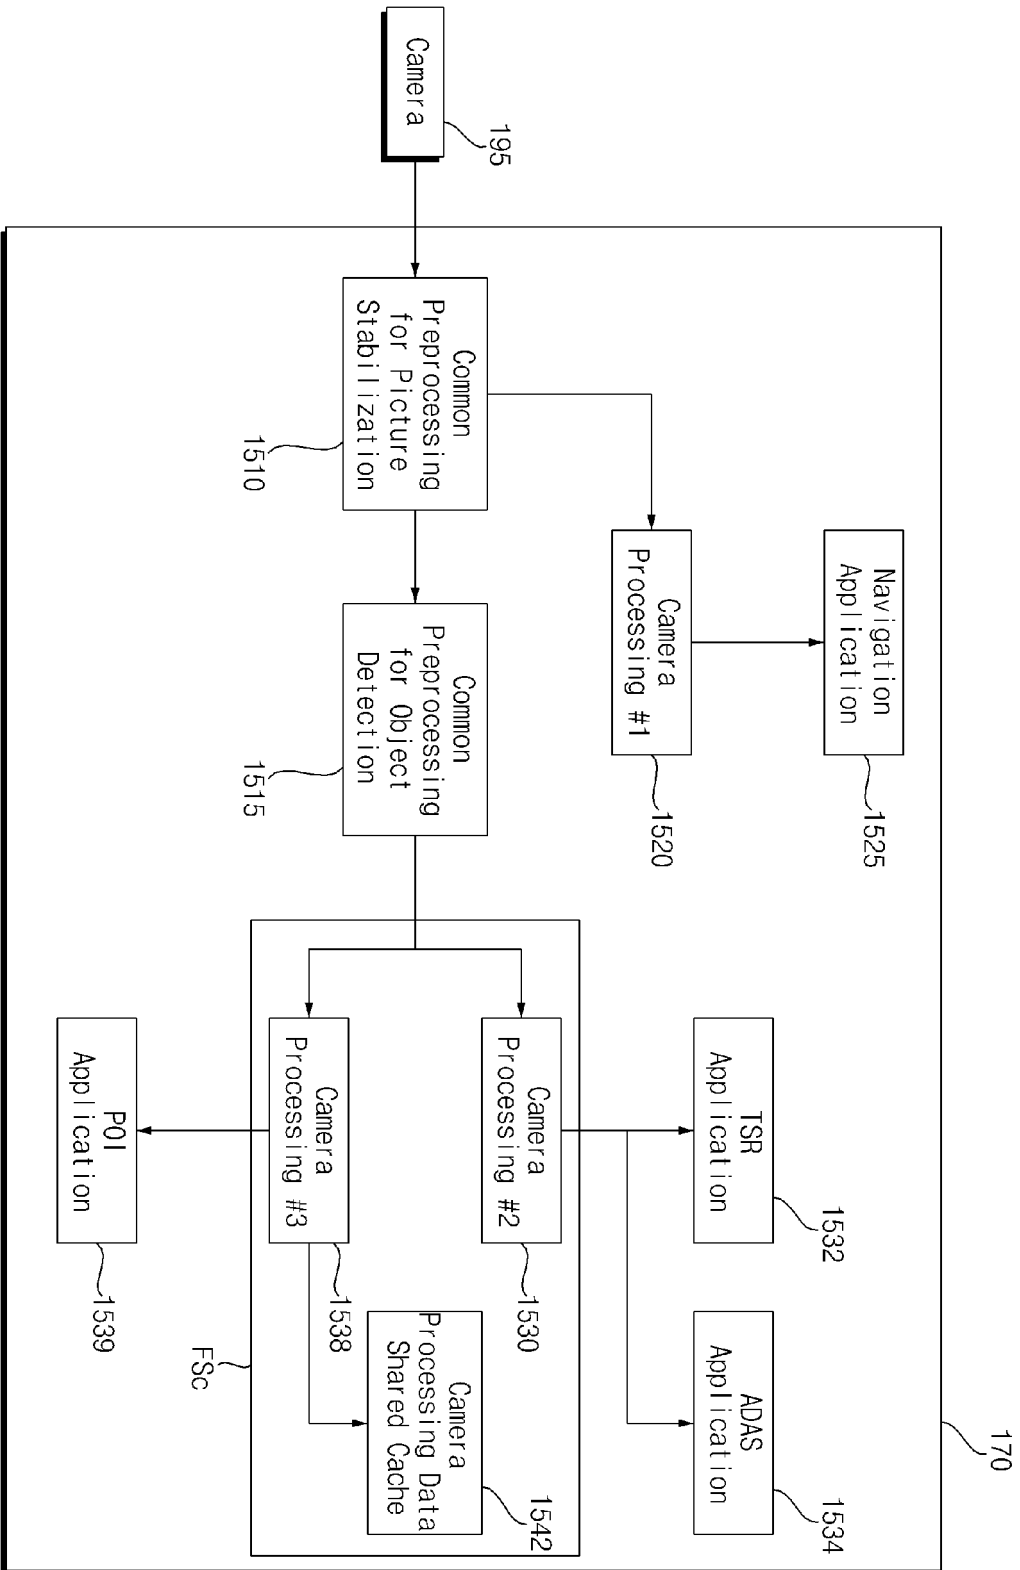 Camera
195
170
Navigation
Application
1525
Camera
Processing #1
1520
Common
Preprocessing
for Picture
Stabilization
1510
Common
Preprocessing
for Object
Detection
1515
TSR
Application
1532
ADAS
Application
1534
Camera
Processing #2
1530
Camera
Processing Data
Shared Cache
1542
Camera
Processing #3
1538
FSc
POI
Application
1539